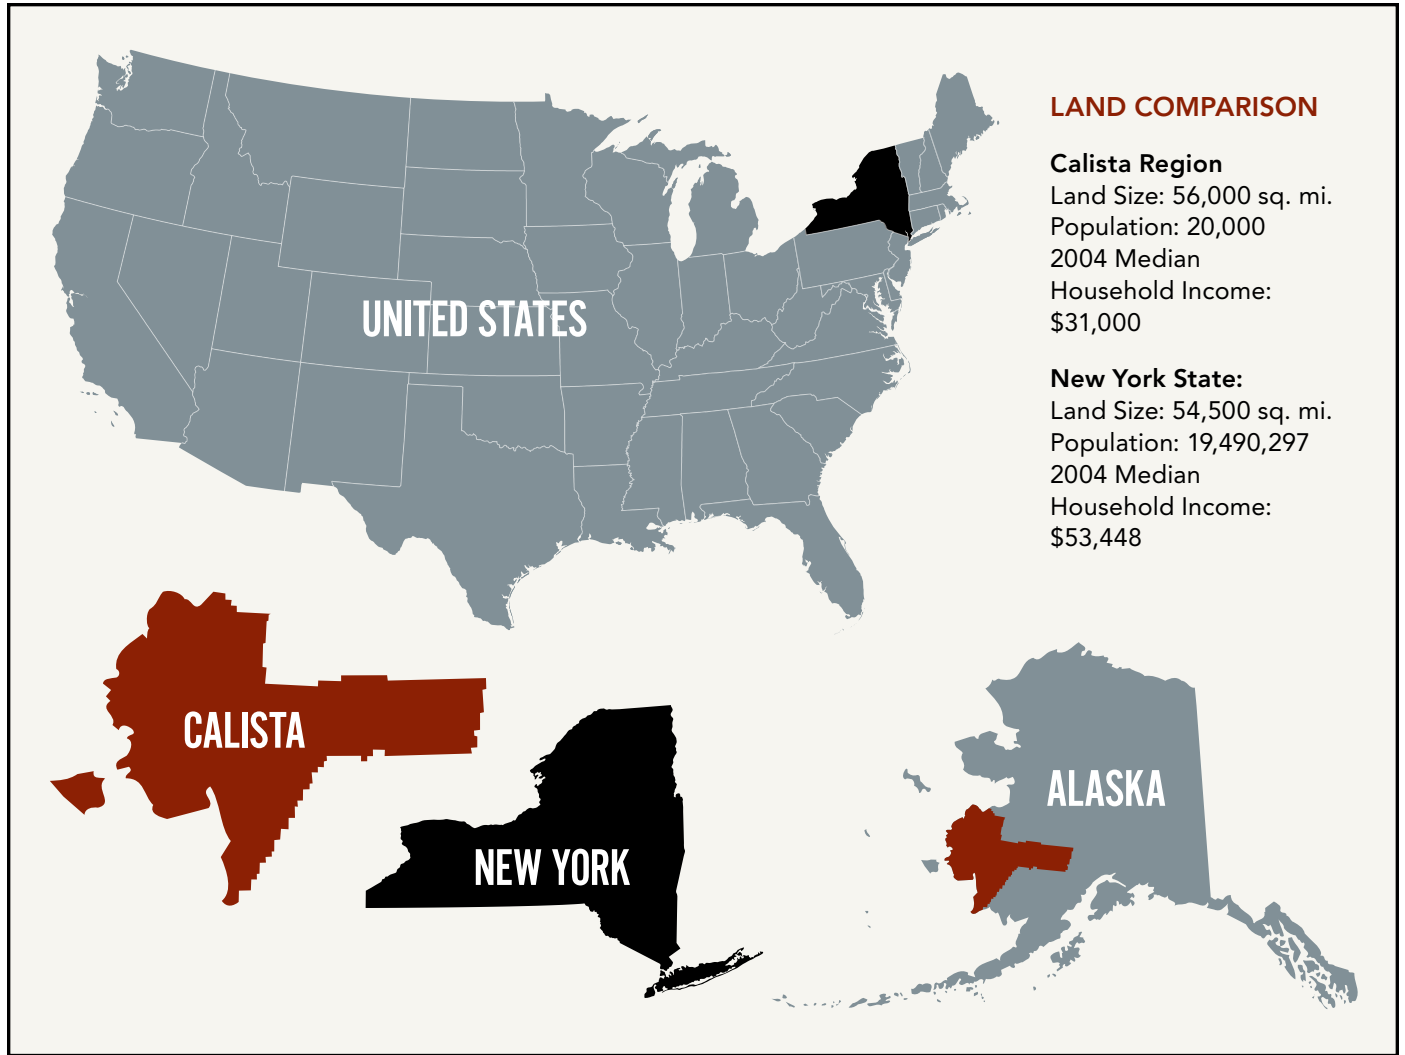 LAND COMPARISON
Calista Region
Land Size: 56,000 sq. mi.
Population: 20,000
2004 Median
Household Income:
$31,000
New York State:
Land Size: 54,500 sq. mi.
Population: 19,490,297
2004 Median
Household Income:
$53,448
UNITED STATES
CALISTA
NEW YORK
ALASKA